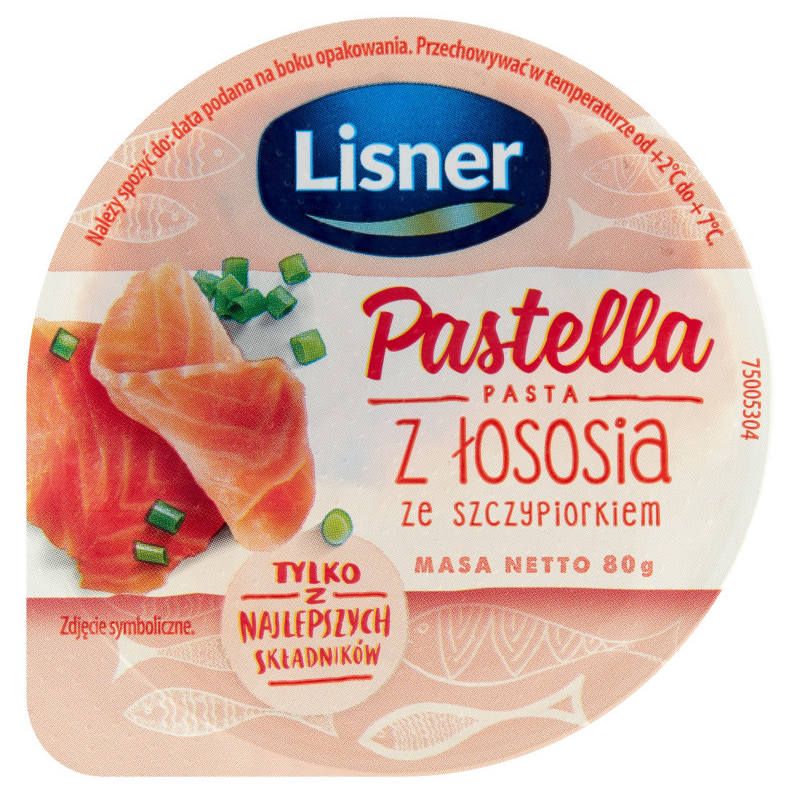 Należy spożyć do: data podana na boku opakowania. Przechowywać w temperaturze od +2°C do +7°C.
Lisner
Pastella
PASTA
Z ŁOSOSIA
ZE SZCZYPIORKIEM
MASA NETTO 80g
75005304
TYLKO
Z
NAJLEPSZYCH
SKŁADNIKÓW
Zdjęcie symboliczne.